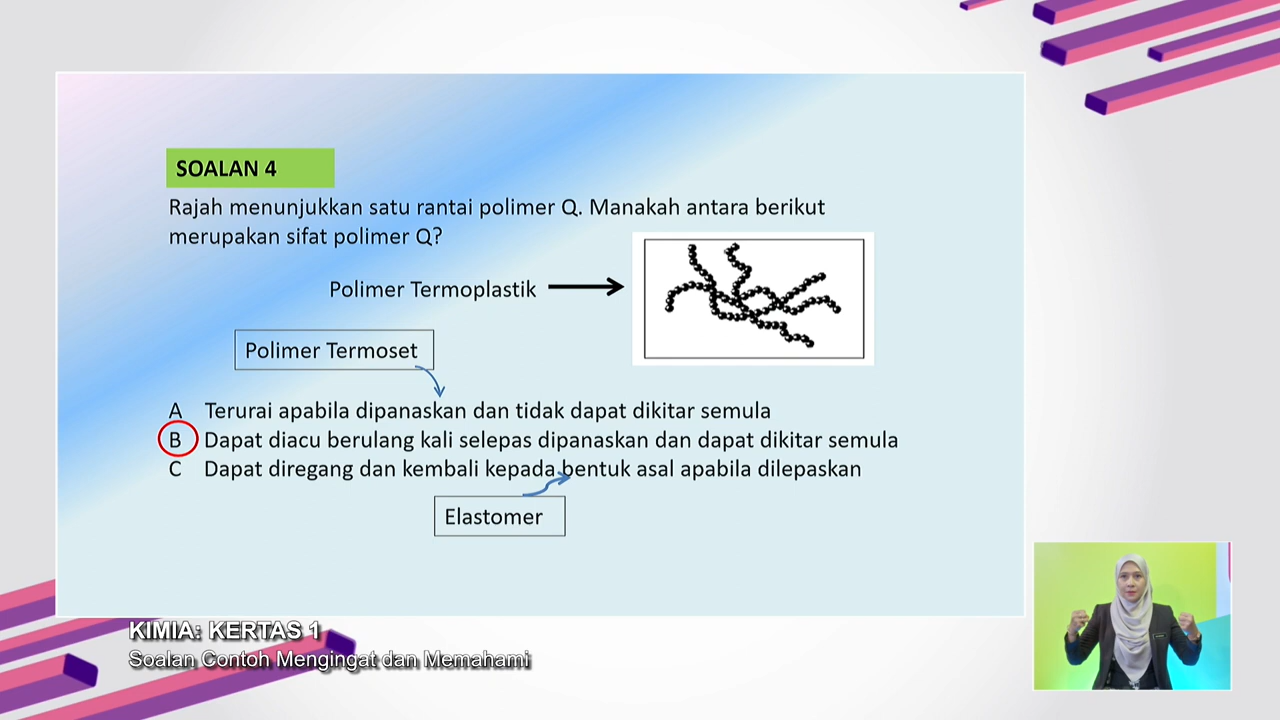 SOALAN 4
Rajah menunjukkan satu rantai polimer Q. Manakah antara berikut
merupakan sifat polimer Q?
Polimer Termoplastik
Polimer Termoset
A Terurai apabila dipanaskan dan tidak dapat dikitar semula
B Dapat diacu berulang kali selepas dipanaskan dan dapat dikitar semula
C Dapat diregang dan kembali kepada bentuk asal apabila dilepaskan
Elastomer
KIMIA: KERTAS 1
Soalan Contoh Mengingat dan Memahami